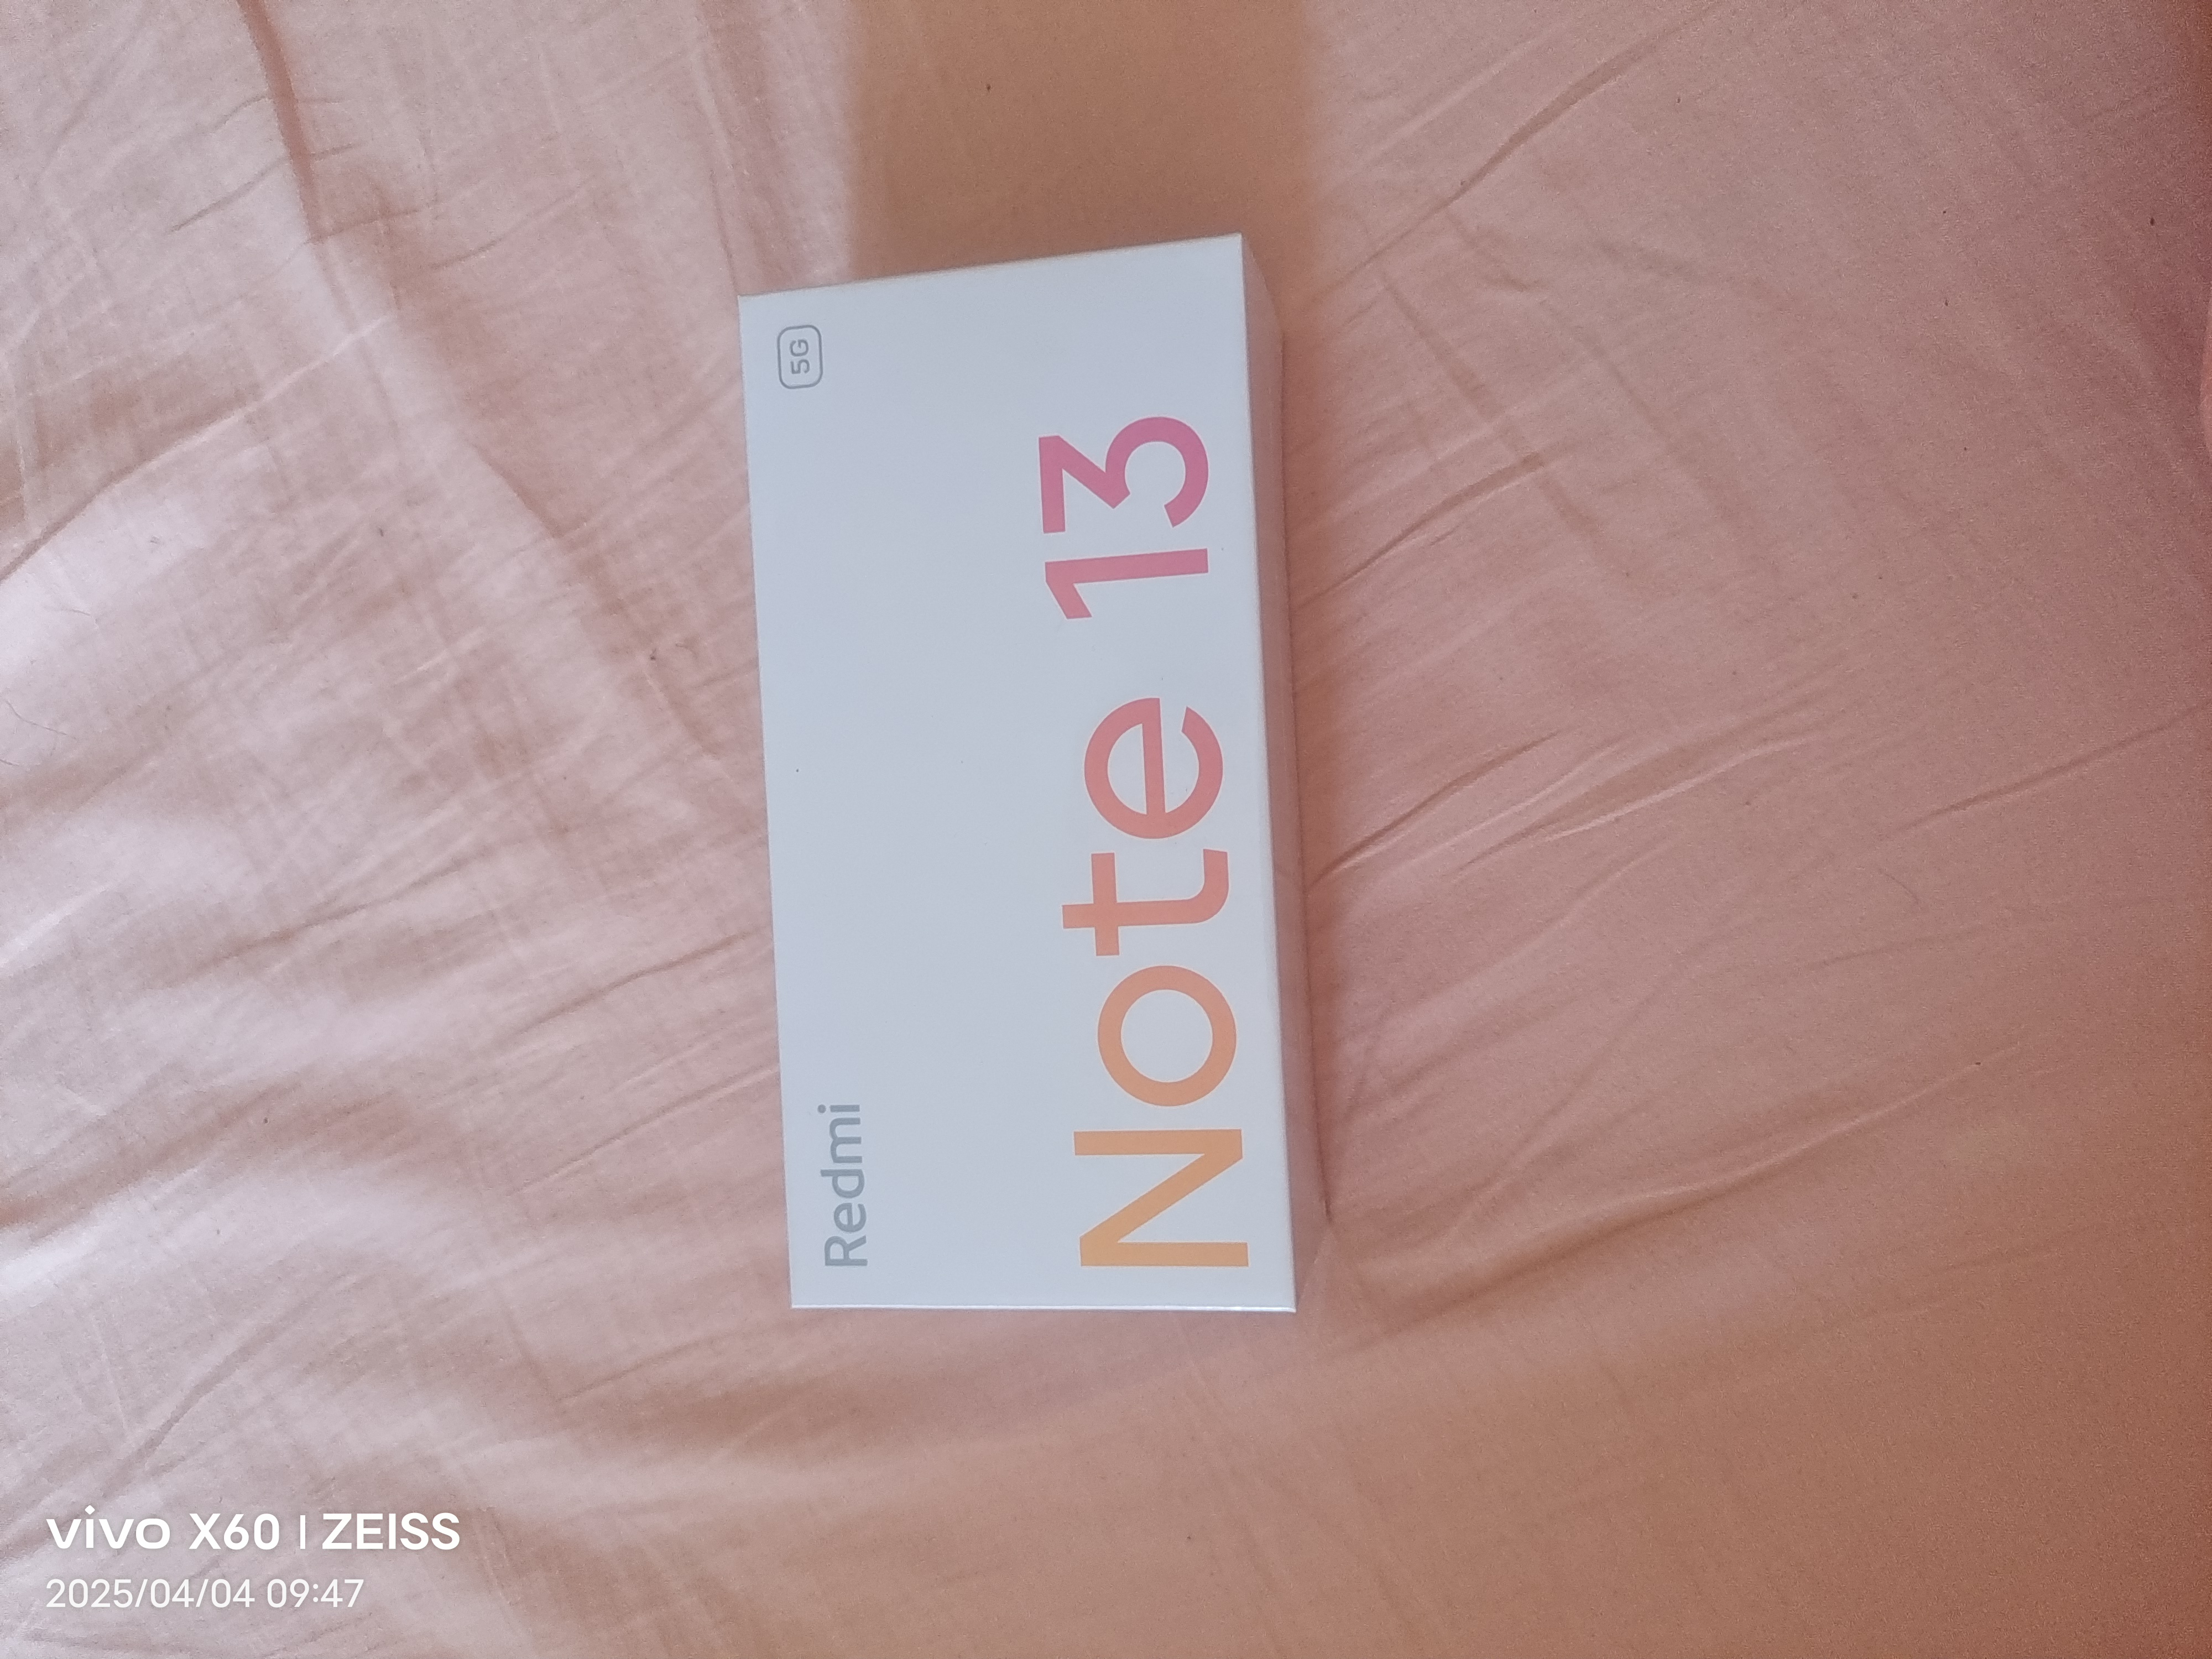 Redmi
5G
Note 13
vivo X60 | ZEISS
2025/04/04 09:47